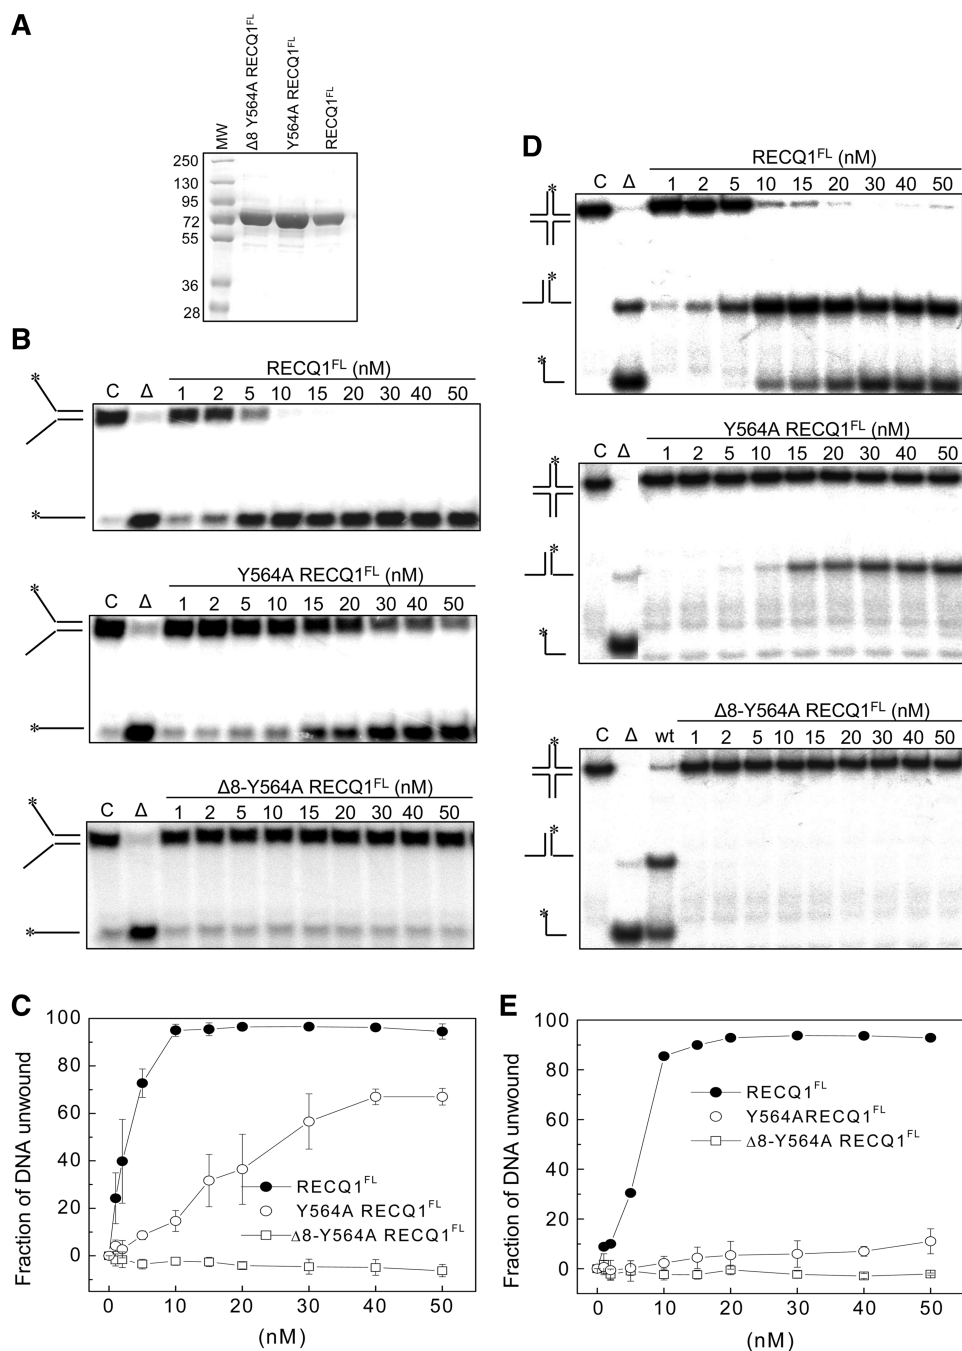 A
MW
Δ8 Y564A RECQ1FL
Y564A RECQ1FL
RECQ1FL
250
130
95
72
55
36
28
B
RECQ1FL (nM)
C Δ 1 2 5 10 15 20 30 40 50
*
*
Y564A RECQ1FL (nM)
C Δ 1 2 5 10 15 20 30 40 50
*
*
Δ8-Y564A RECQ1FL (nM)
C Δ 1 2 5 10 15 20 30 40 50
*
*
C
Fraction of DNA unwound
100
80
60
40
20
0
RECQ1FL
Y564A RECQ1FL
Δ8-Y564A RECQ1FL
0 10 20 30 40 50
(nM)
D
RECQ1FL (nM)
C Δ 1 2 5 10 15 20 30 40 50
*
*
*
Y564A RECQ1FL (nM)
C Δ 1 2 5 10 15 20 30 40 50
*
*
*
Δ8-Y564A RECQ1FL (nM)
C Δ wt 1 2 5 10 15 20 30 40 50
*
*
*
E
Fraction of DNA unwound
100
80
60
40
20
0
RECQ1FL
Y564ARECQ1FL
Δ8-Y564A RECQ1FL
0 10 20 30 40 50
(nM)